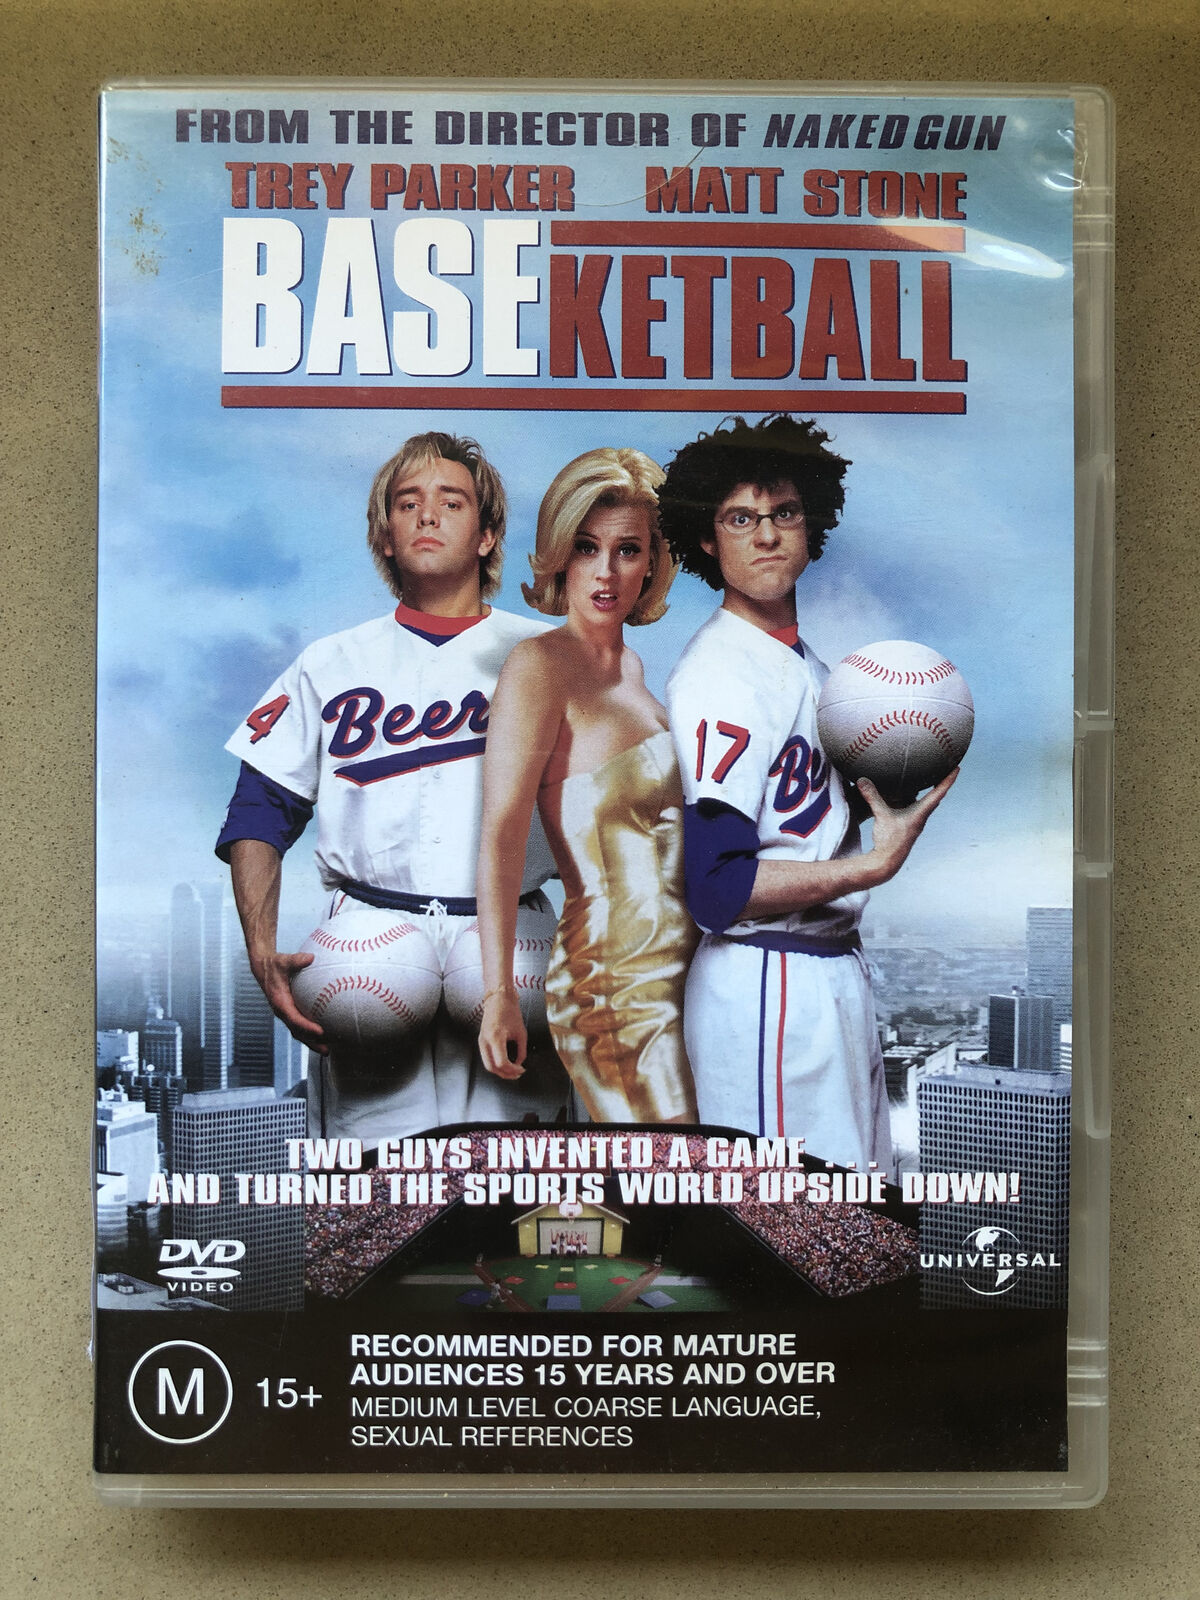 FROM THE DIRECTOR OF NAKED GUN
TREY PARKER MATT STONE
BASEKETBALL
4 Beer
17 Be
TWO GUYS INVENTED A GAME . . .
AND TURNED THE SPORTS WORLD UPSIDE DOWN!
DVD
VIDEO
UNIVERSAL
M 15+
RECOMMENDED FOR MATURE
AUDIENCES 15 YEARS AND OVER
MEDIUM LEVEL COARSE LANGUAGE,
SEXUAL REFERENCES